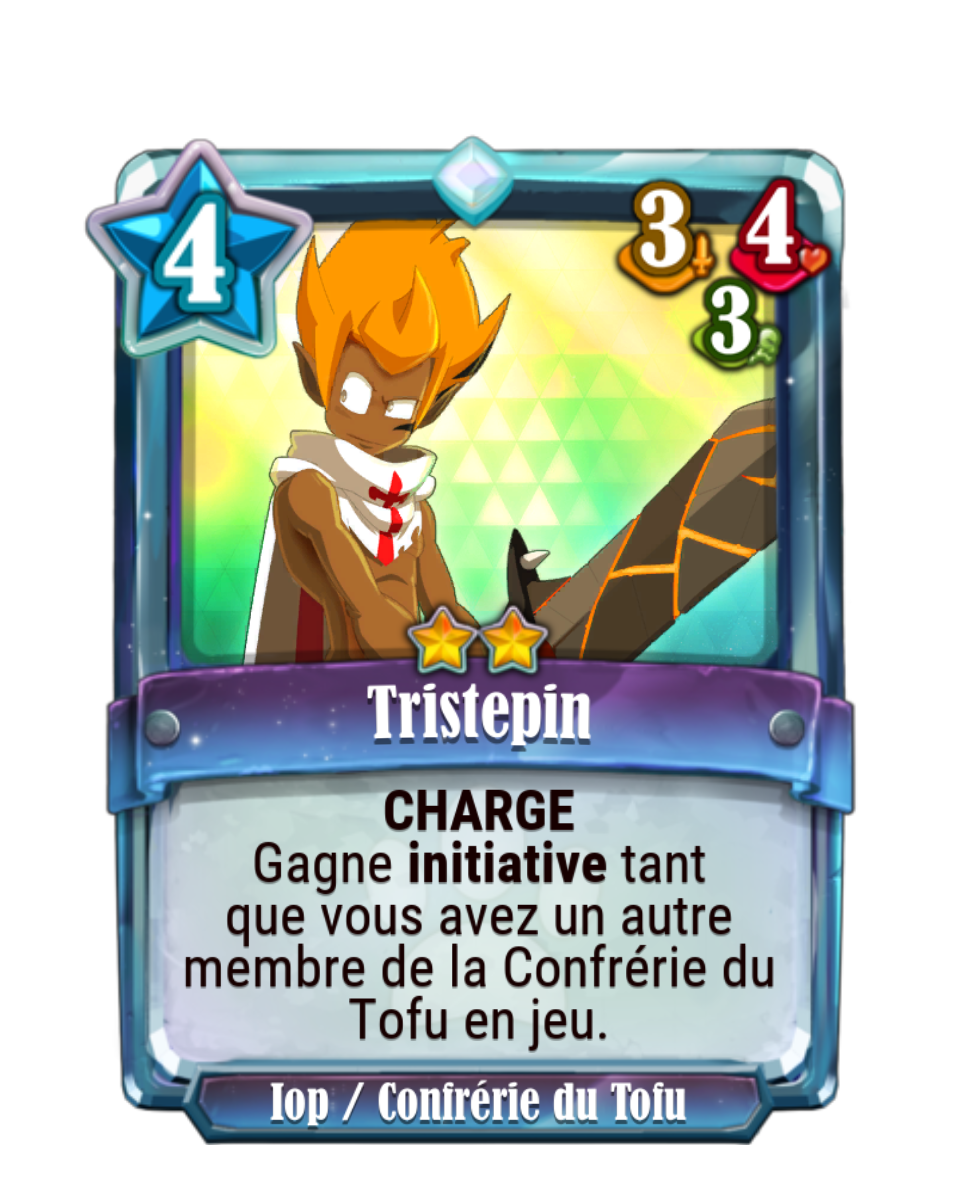 4
3
4
3
Tristepin
CHARGE
Gagne initiative tant
que vous avez un autre
membre de la Confrérie du
Tofu en jeu.
Iop / Confrérie du Tofu